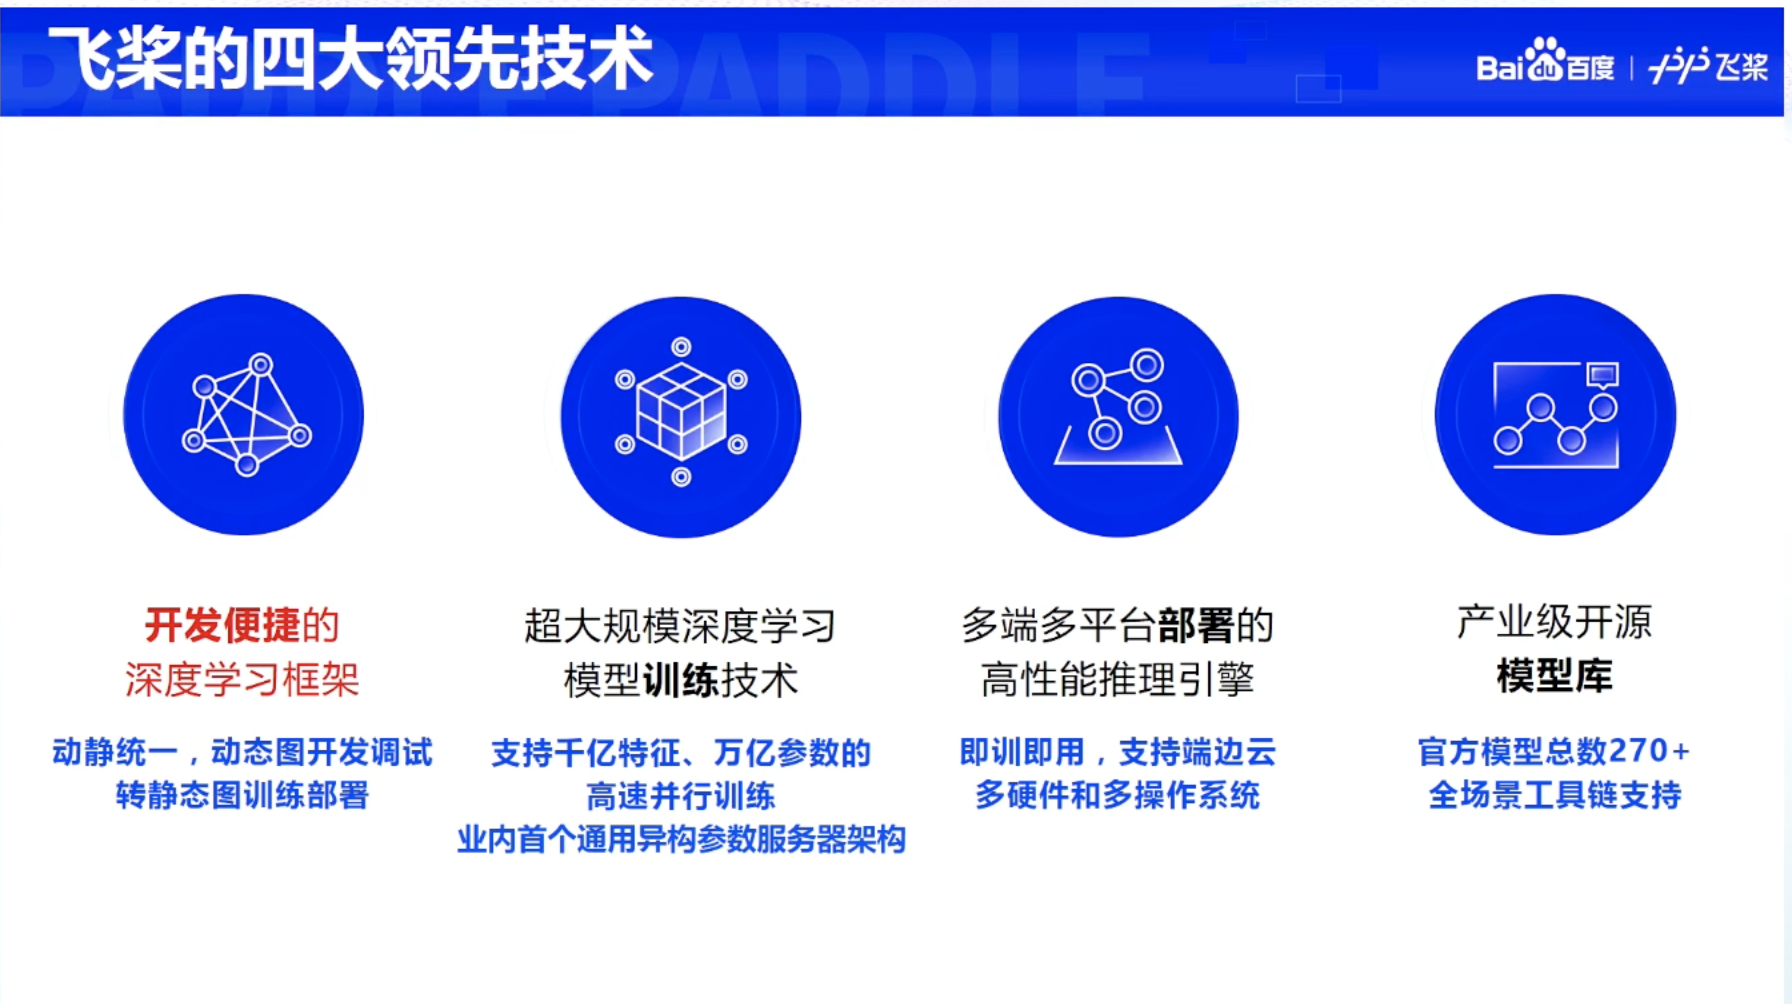 飞桨的四大领先技术
PADDLE PADDLE
Bai du 百度 | 飞桨
开发便捷的
深度学习框架
动静统一，动态图开发调试
转静态图训练部署
超大规模深度学习
模型训练技术
支持千亿特征、万亿参数的
高速并行训练
业内首个通用异构参数服务器架构
多端多平台部署的
高性能推理引擎
即训即用，支持端边云
多硬件和多操作系统
产业级开源
模型库
官方模型总数270+
全场景工具链支持